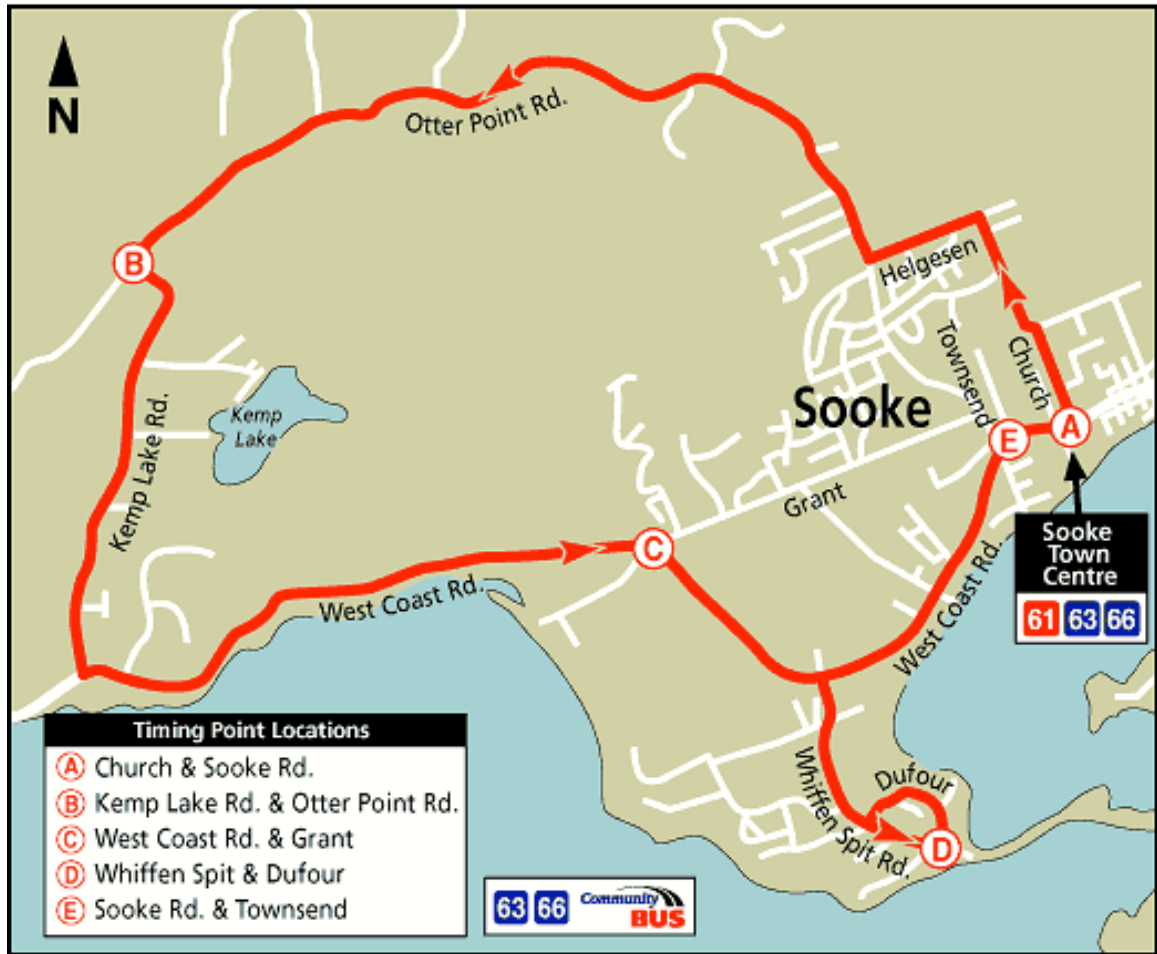 N
Otter Point Rd.
B
Helgesen
Townsend
Church
Sooke
E
A
Kemp
Lake
Kemp Lake Rd.
Grant
C
West Coast Rd.
West Coast Rd.
Sooke
Town
Centre
61 63 66
Whiffen Spit Rd.
Dufour
D
Timing Point Locations
A Church & Sooke Rd.
B Kemp Lake Rd. & Otter Point Rd.
C West Coast Rd. & Grant
D Whiffen Spit & Dufour
E Sooke Rd. & Townsend
63 66 Community
BUS